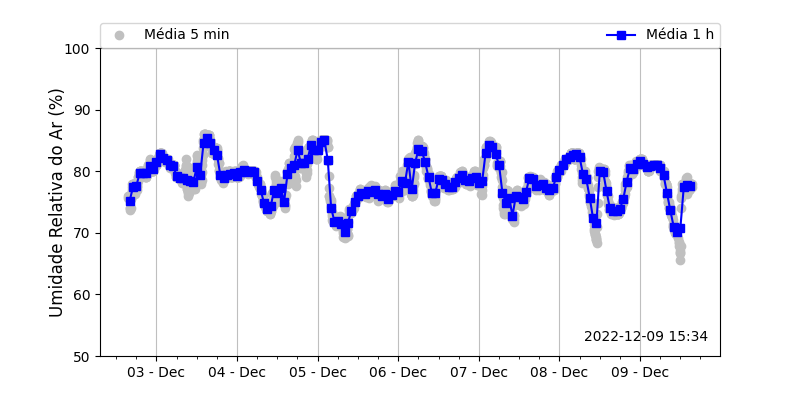 Média 5 min Média 1 h
100
90
80
70
60
50
Umidade Relativa do Ar (%)
2022-12-09 15:34
03 - Dec 04 - Dec 05 - Dec 06 - Dec 07 - Dec 08 - Dec 09 - Dec